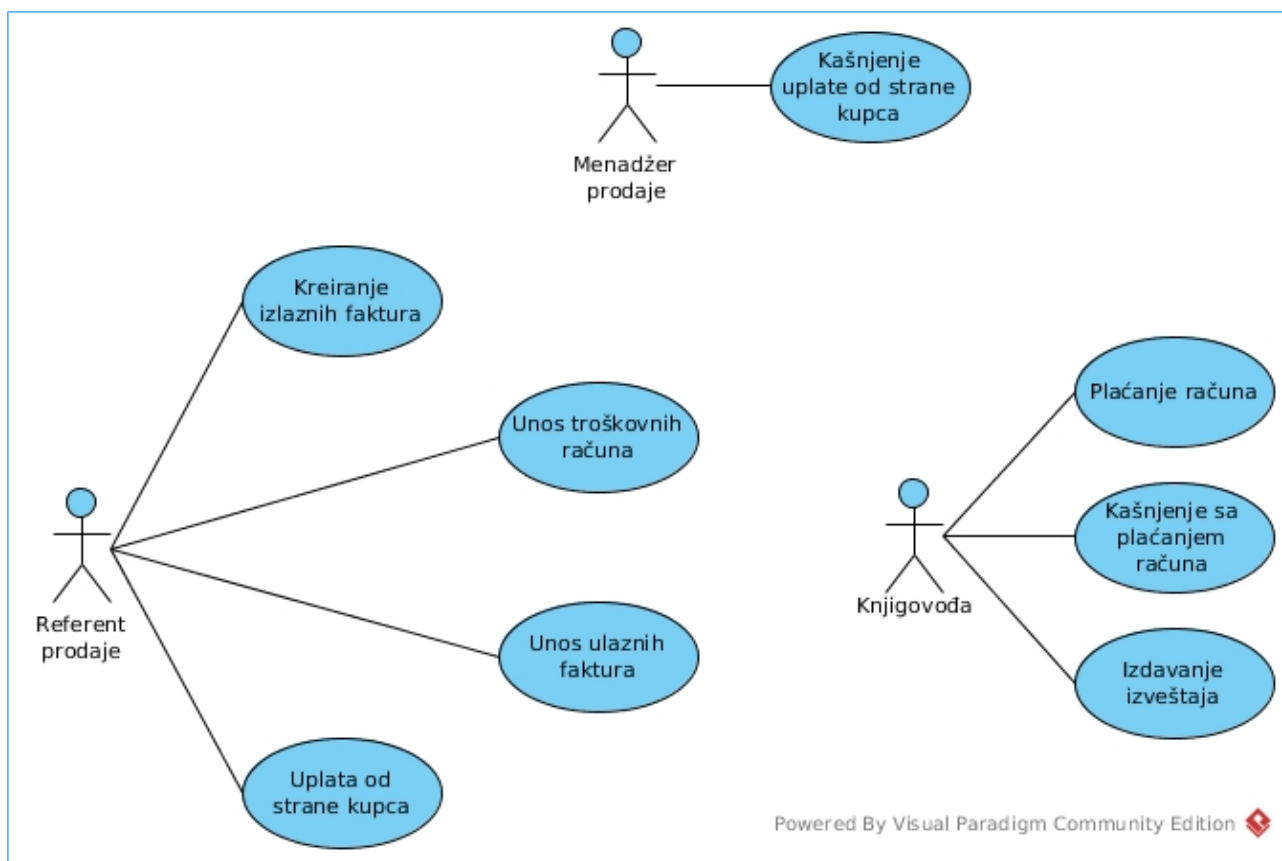 Kašnjenje
uplate od strane
kupca
Menadžer
prodaje
Kreiranje
izlaznih faktura
Unos troškovnih
računa
Unos ulaznih
faktura
Uplata od
strane kupca
Referent
prodaje
Plaćanje računa
Kašnjenje sa
plaćanjem
računa
Izdavanje
izveštaja
Knjigovođa
Powered By Visual Paradigm Community Edition